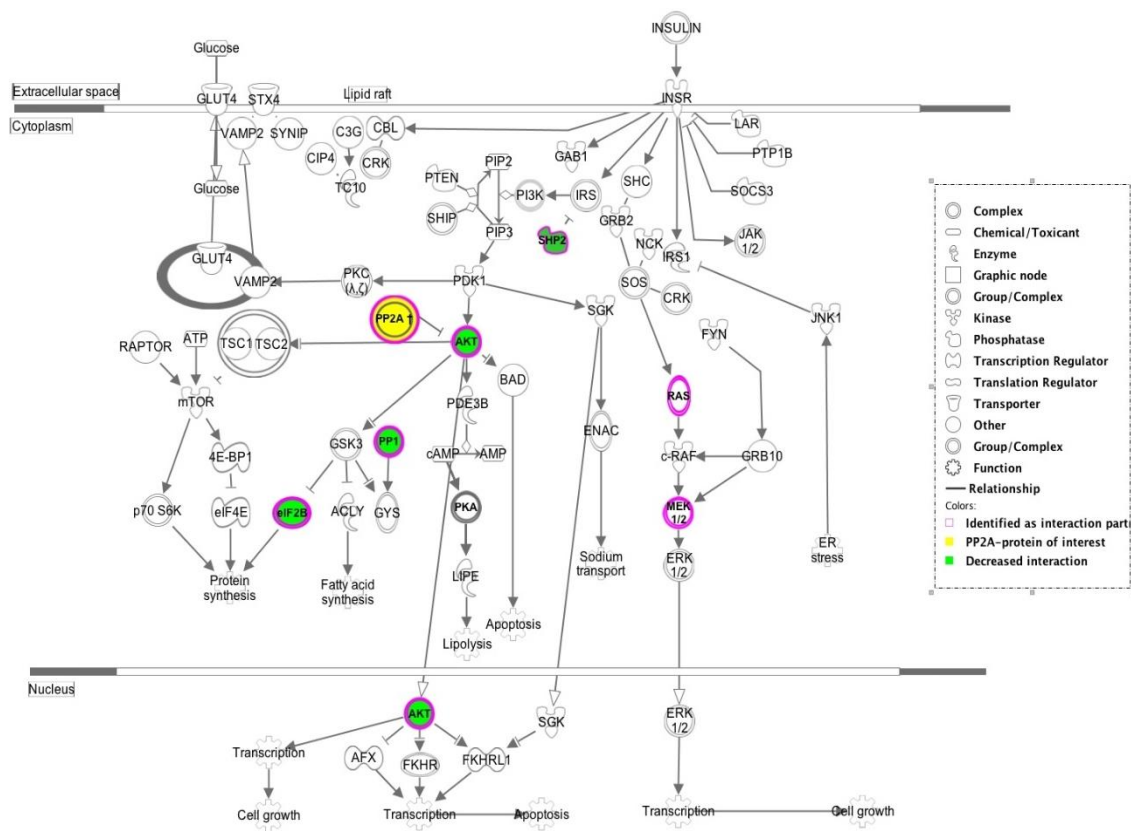 INSULIN
Glucose
Extracellular space
GLUT4
STX4
Lipid raft
INSR
Cytoplasm
VAMP2
SYNIP
C3G
CBL
LAR
CIP4
CRK
GAB1
PTP1B
TC10
PIP2
SHC
PTEN
Glucose
PI3K
IRS
SOCS3
SHIP
GRB2
SHP2
NCK
JAK
1/2
PIP3
IRS1
GLUT4
VAMP2
PKC
(λ,ζ)
PDK1
SOS
CRK
SGK
JNK1
PP2A ↑
FYN
ATP
RAPTOR
TSC1
TSC2
AKT
BAD
mTOR
PDE3B
RAS
ENAC
GSK3
PP1
4E-BP1
cAMP
AMP
c-RAF
GRB10
p70 S6K
eIF4E
eIF2B
ACLY
GYS
PKA
MEK
1/2
ER
stress
Sodium
transport
ERK
1/2
Protein
synthesis
Fatty acid
synthesis
LIPE
Apoptosis
Lipolysis
Nucleus
AKT
SGK
ERK
1/2
Transcription
AFX
FKHR
FKHRL1
Cell growth
Transcription
Apoptosis
Transcription
Cell growth
Complex
Chemical/Toxicant
Enzyme
Graphic node
Group/Complex
Kinase
Phosphatase
Transcription Regulator
Translation Regulator
Transporter
Other
Group/Complex
Function
Relationship
Colors:
Identified as interaction part
PP2A-protein of interest
Decreased interaction